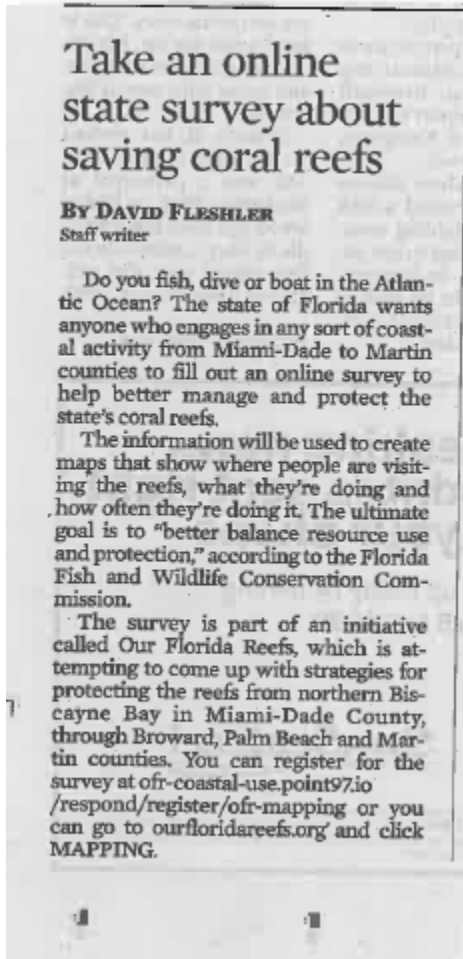 Take an online
state survey about
saving coral reefs
BY DAVID FLESHLER
Staff writer
Do you fish, dive or boat in the Atlan-
tic Ocean? The state of Florida wants
anyone who engages in any sort of coast-
al activity from Miami-Dade to Martin
counties to fill out an online survey to
help better manage and protect the
state's coral reefs.
The information will be used to create
maps that show where people are visit-
ing the reefs, what they're doing and
how often they're doing it. The ultimate
goal is to "better balance resource use
and protection," according to the Florida
Fish and Wildlife Conservation Com-
mission.
The survey is part of an initiative
called Our Florida Reefs, which is at-
tempting to come up with strategies for
protecting the reefs from northern Bis-
cayne Bay in Miami-Dade County,
through Broward, Palm Beach and Mar-
tin counties. You can register for the
survey at ofr-coastal-use.point97.io
/respond/register/ofr-mapping or you
can go to ourfloridareefs.org and click
MAPPING.